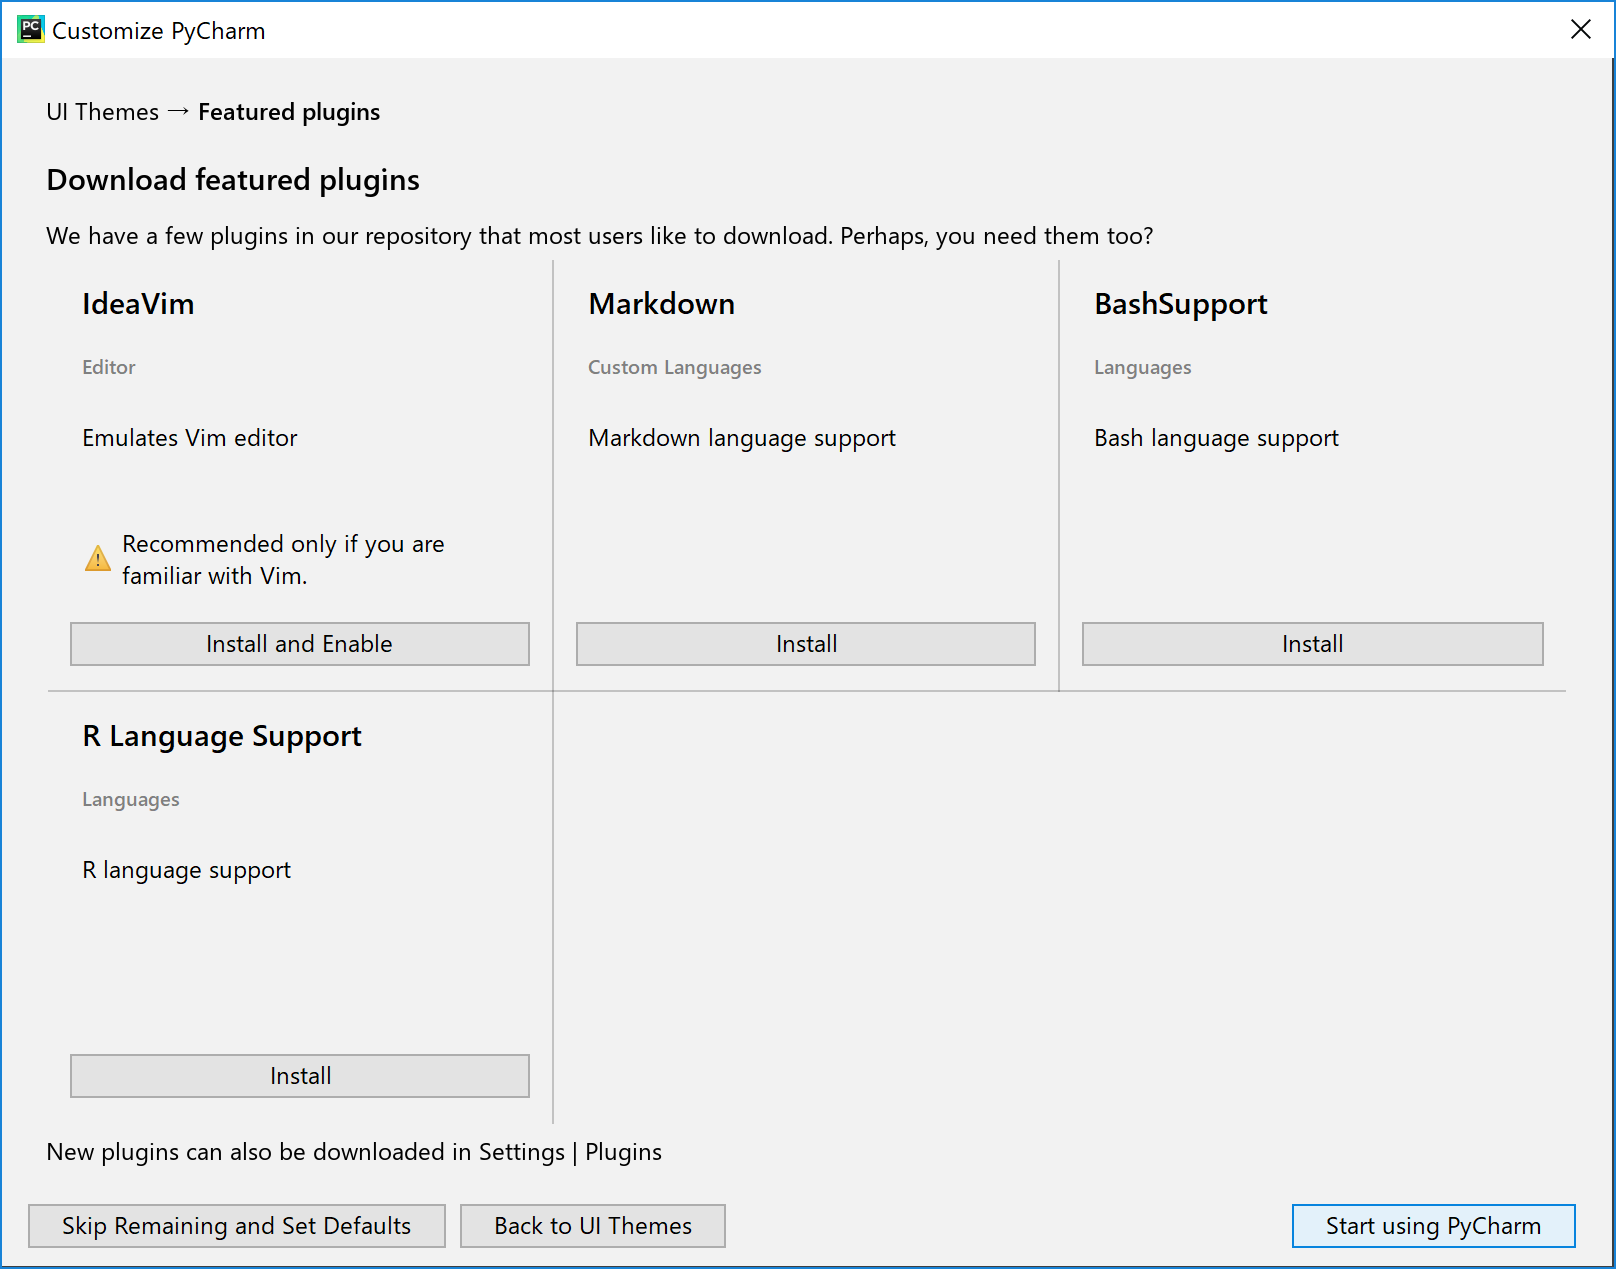 PC Customize PyCharm
UI Themes → Featured plugins
Download featured plugins
We have a few plugins in our repository that most users like to download. Perhaps, you need them too?
IdeaVim
Editor
Emulates Vim editor
Recommended only if you are
familiar with Vim.
Install and Enable
Markdown
Custom Languages
Markdown language support
Install
BashSupport
Languages
Bash language support
Install
R Language Support
Languages
R language support
Install
New plugins can also be downloaded in Settings | Plugins
Skip Remaining and Set Defaults
Back to UI Themes
Start using PyCharm